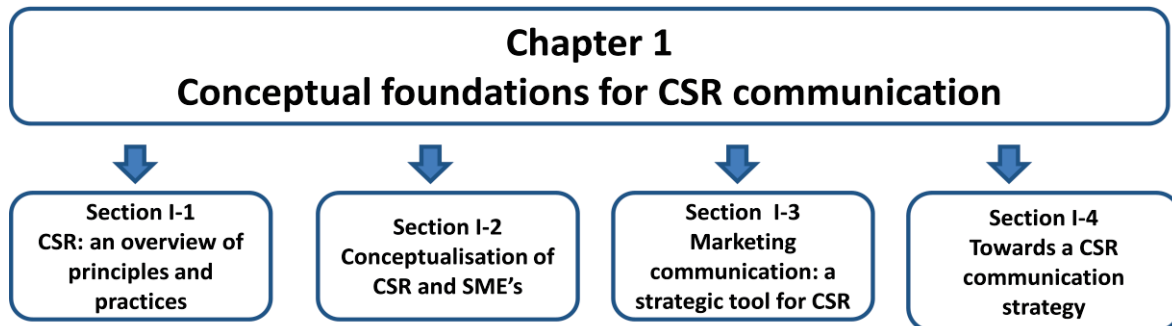 Chapter 1
Conceptual foundations for CSR communication
Section I-1
CSR: an overview of
principles and
practices
Section I-2
Conceptualisation of
CSR and SME’s
Section I-3
Marketing
communication: a
strategic tool for CSR
Section I-4
Towards a CSR
communication
strategy